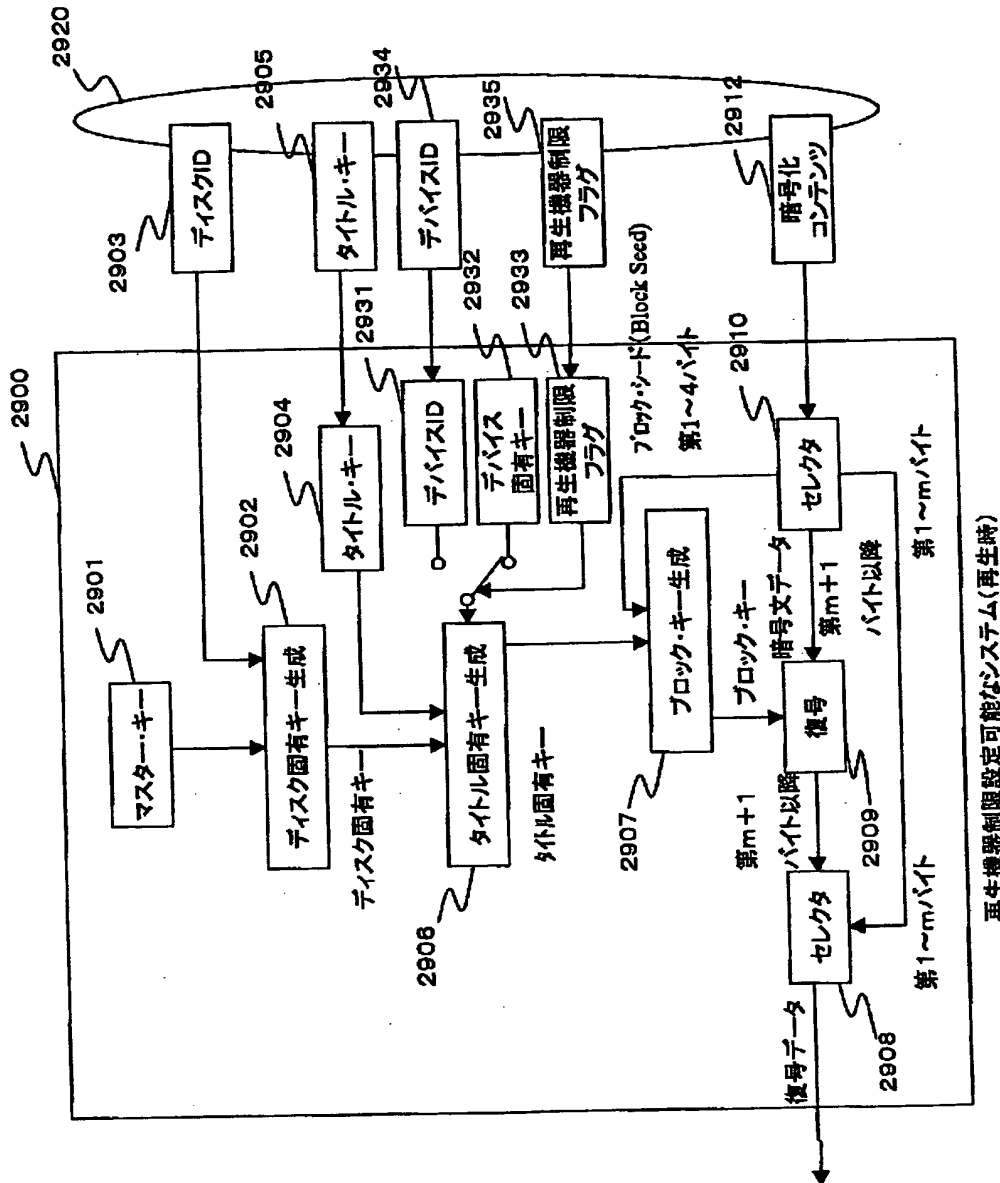 2900
2901
マスター・キー
2902
ディスク固有キー生成
ディスク固有キー
2903
ディスクID
2920
2904
タイトル・キー
2905
タイトル・キー
2906
タイトル固有キー生成
タイトル固有キー
2931
デバイスID
2934
デバイスID
2932
デバイス
固有キー
2933
再生機器制限
フラグ
2935
再生機器制限
フラグ
ブロック・シード(Block Seed)
第1~4バイト
2907
ブロック・キー生成
ブロック・キー
2912
暗号化
コンテンツ
2910
セレクタ
暗号文データ
第m+1
バイト以降
第1~mバイト
2909
復号
第m+1
バイト以降
第1~mバイト
2908
セレクタ
復号データ
再生機器制限設定可能なシステム(再生時)